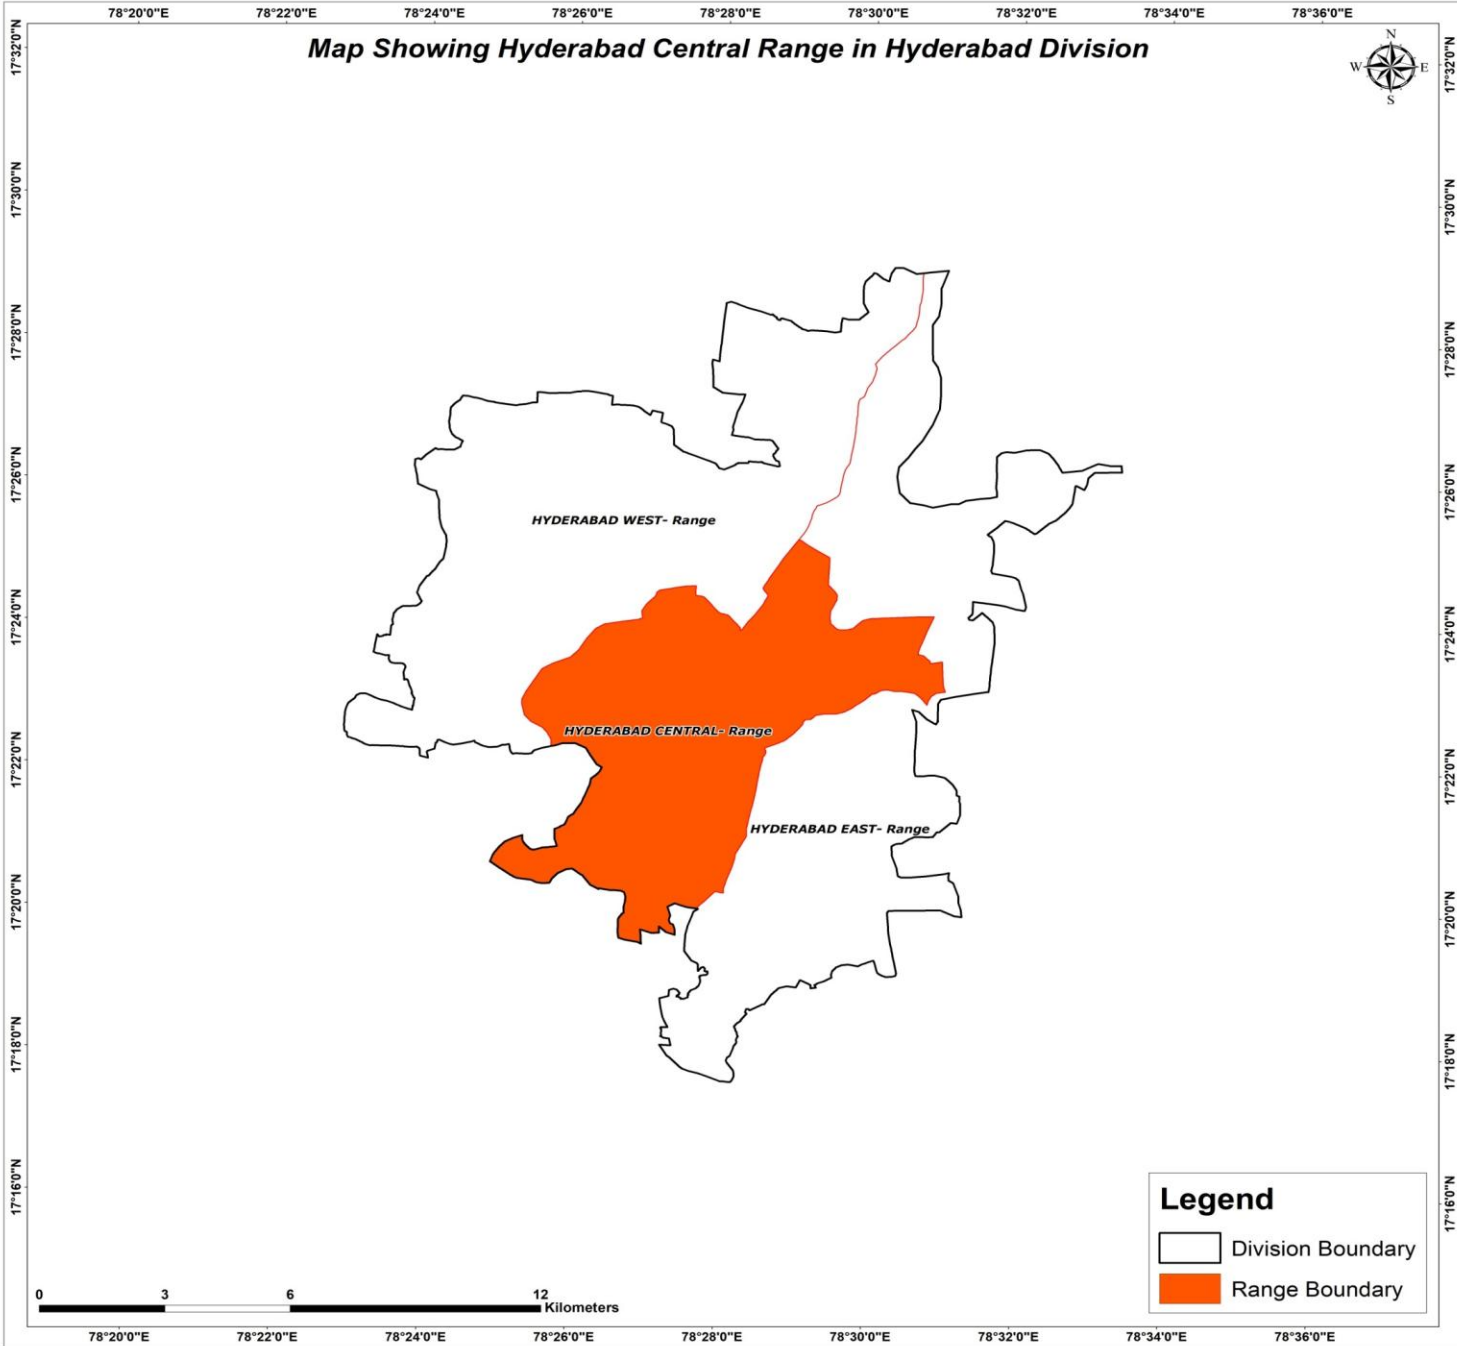 78°20'0"E 78°22'0"E 78°24'0"E 78°26'0"E 78°28'0"E 78°30'0"E 78°32'0"E 78°34'0"E 78°36'0"E
Map Showing Hyderabad Central Range in Hyderabad Division
N
W E
S
17°32'0"N 17°32'0"N
17°30'0"N 17°30'0"N
17°28'0"N 17°28'0"N
17°26'0"N 17°26'0"N
HYDERABAD WEST- Range
17°24'0"N 17°24'0"N
HYDERABAD CENTRAL- Range
17°22'0"N 17°22'0"N
HYDERABAD EAST- Range
17°20'0"N 17°20'0"N
17°18'0"N 17°18'0"N
17°16'0"N 17°16'0"N
Legend
Division Boundary
Range Boundary
0 3 6 12
Kilometers
78°20'0"E 78°22'0"E 78°24'0"E 78°26'0"E 78°28'0"E 78°30'0"E 78°32'0"E 78°34'0"E 78°36'0"E